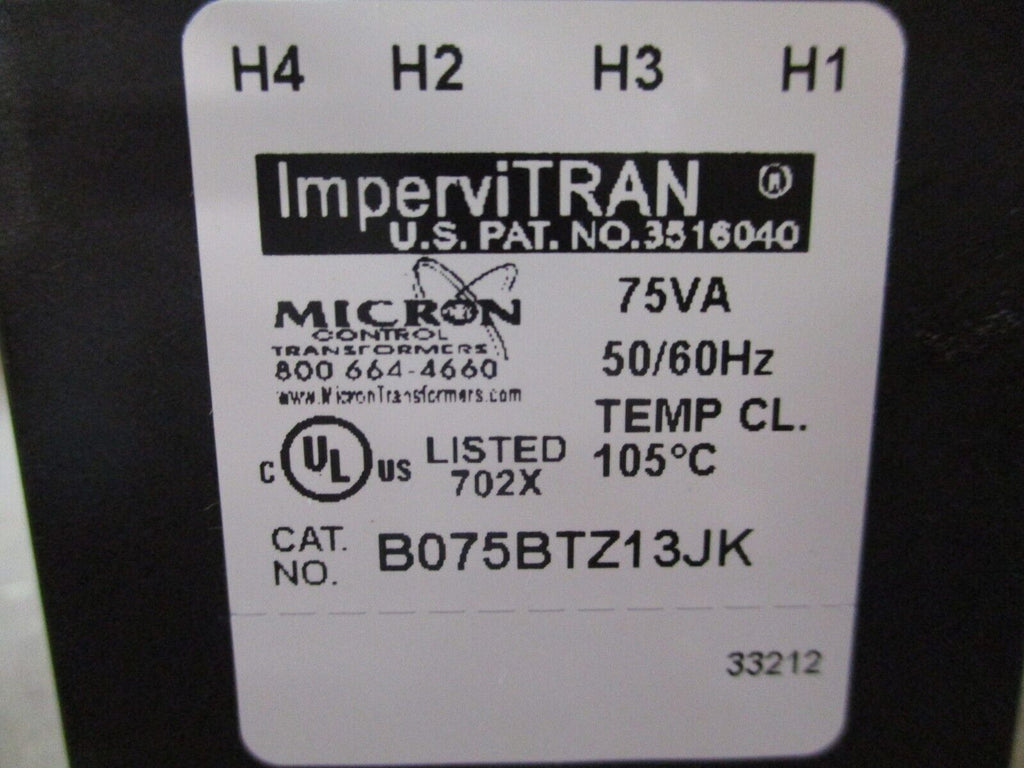 H4 H2 H3 H1
ImperviTRAN ®
U.S. PAT. NO.3516040
MICRON
CONTROL
TRANSFORMERS
800 664-4660
www.MicronTransformers.com
75VA
50/60Hz
TEMP CL.
105°C
C UL US LISTED
702X
CAT.
NO. B075BTZ13JK
33212